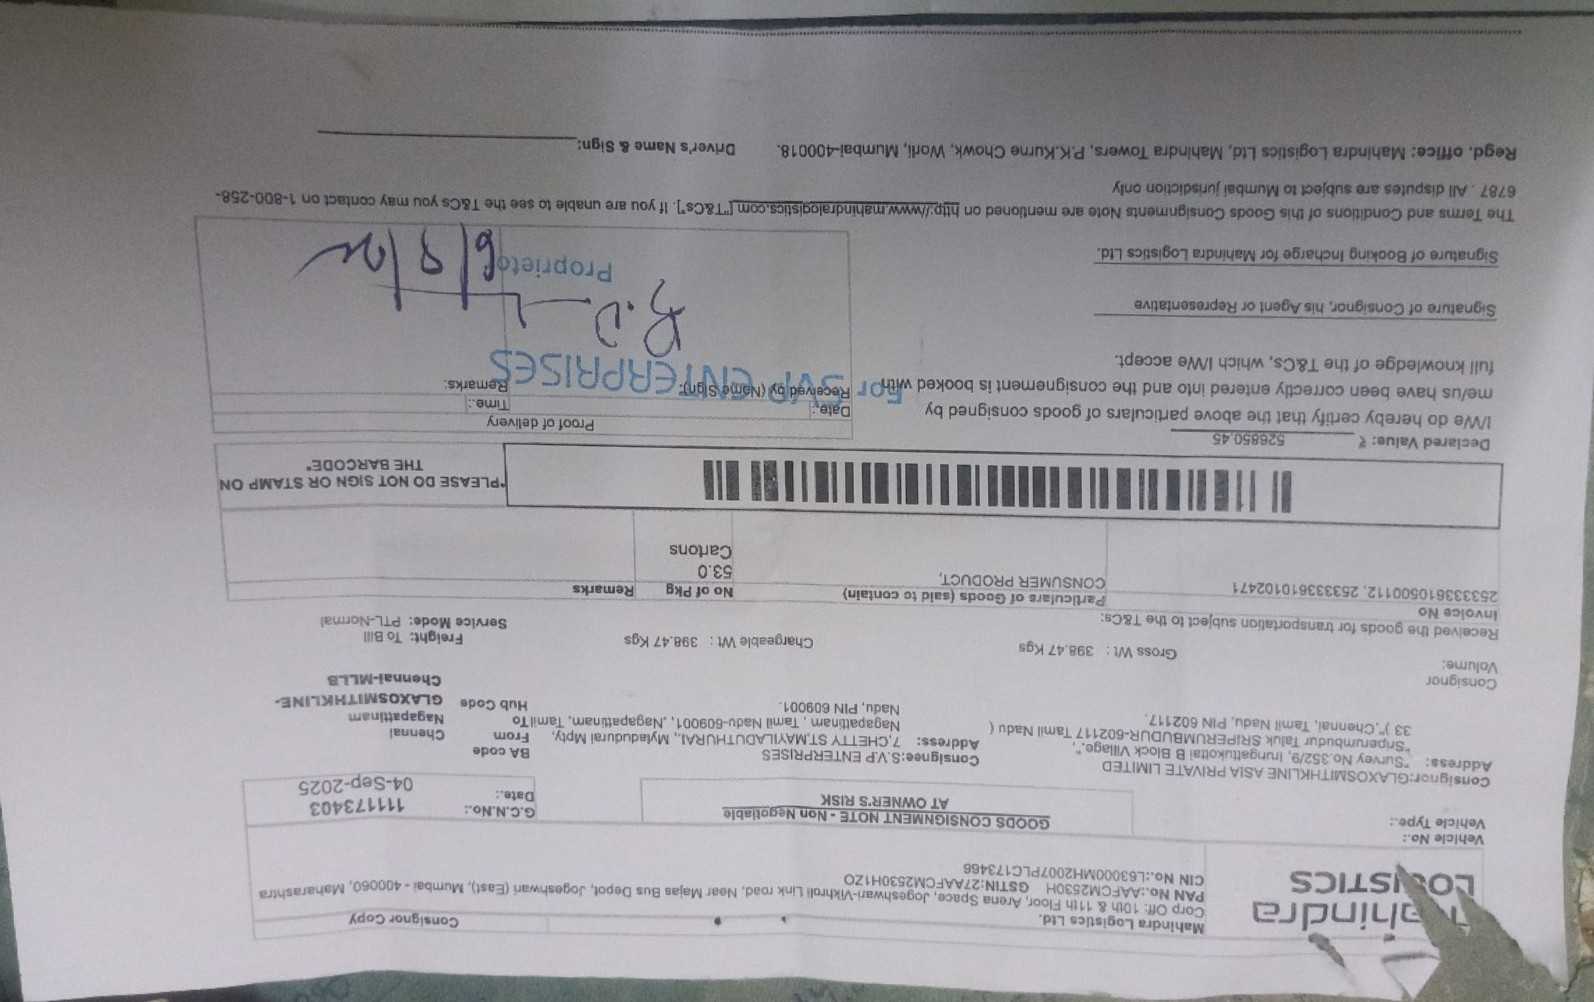 Mahindra Logistics Ltd.
Consignor Copy
Corp Off: 10th & 11th Floor, Arena Space, Jogeshwari-Vikhroli Link road, Near Majas Bus Depot, Jogeshwari (East), Mumbai - 400060, Maharashtra
PAN No.:AAFCM2530H GSTIN:27AAFCM2530H1ZO
CIN No.:L63000MH2007PLC173466
ahindra
LOGISTICS
Vehicle No.:
Vehicle Type.:
GOODS CONSIGNMENT NOTE - Non Negotiable
AT OWNER'S RISK
G.C.N.No.: 111173403
Date.: 04-Sep-2025
Consignor:GLAXOSMITHKLINE ASIA PRIVATE LIMITED
Address: "Survey No.352/9, Irungattukottai B Block Village,",
"Sriperumbudur Taluk SRIPERUMBUDUR-602117 Tamil Nadu (
33 )",Chennai, Tamil Nadu, PIN 602117.
Consignee:S.V.P ENTERPRISES
Address: 7,CHETTY ST,MAYILADUTHURAI,, Myladudurai Mpty,
Nagapattinam , Tamil Nadu-609001, ,Nagapattinam, Tamil
Nadu, PIN 609001.
BA code
From Chennai
To Nagapattinam
Hub Code GLAXOSMITHKLINE-
Chennai-MLLB
Consignor
Volume:
Gross Wt : 398.47 Kgs
Chargeable Wt : 398.47 Kgs
Freight: To Bill
Service Mode: PTL-Normal
Received the goods for transportation subject to the T&Cs:
Invoice No
Particulars of Goods (said to contain)
No of Pkg
Remarks
253333610500112, 253333610102471
CONSUMER PRODUCT,
53.0
Cartons
"PLEASE DO NOT SIGN OR STAMP ON
THE BARCODE"
Declared Value: ₹ 526850.45
I/We do hereby certify that the above particulars of goods consigned by
me/us have been correctly entered into and the consignement is booked with
full knowledge of the T&Cs, which I/We accept.
Proof of delivery
Date.:
Time.:
Received by (Name Sign):
Remarks:
For SVP ENTERPRISES
Proprieto
Signature of Consignor, his Agent or Representative
Signature of Booking Incharge for Mahindra Logistics Ltd.
The Terms and Conditions of this Goods Consignments Note are mentioned on http://www.mahindralogistics.com ["T&Cs"]. If you are unable to see the T&Cs you may contact on 1-800-258-
6787 . All disputes are subject to Mumbai jurisdiction only
Regd. office: Mahindra Logistics Ltd, Mahindra Towers, P.K.Kurne Chowk, Worli, Mumbai-400018.
Driver's Name & Sign: